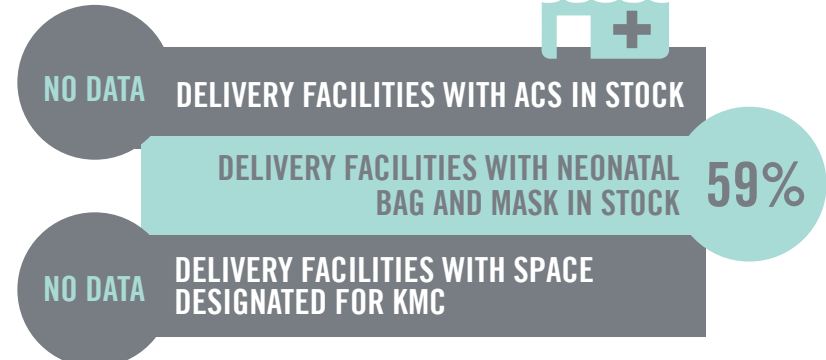 NO DATA
DELIVERY FACILITIES WITH ACS IN STOCK
DELIVERY FACILITIES WITH NEONATAL
BAG AND MASK IN STOCK
59%
NO DATA
DELIVERY FACILITIES WITH SPACE
DESIGNATED FOR KMC